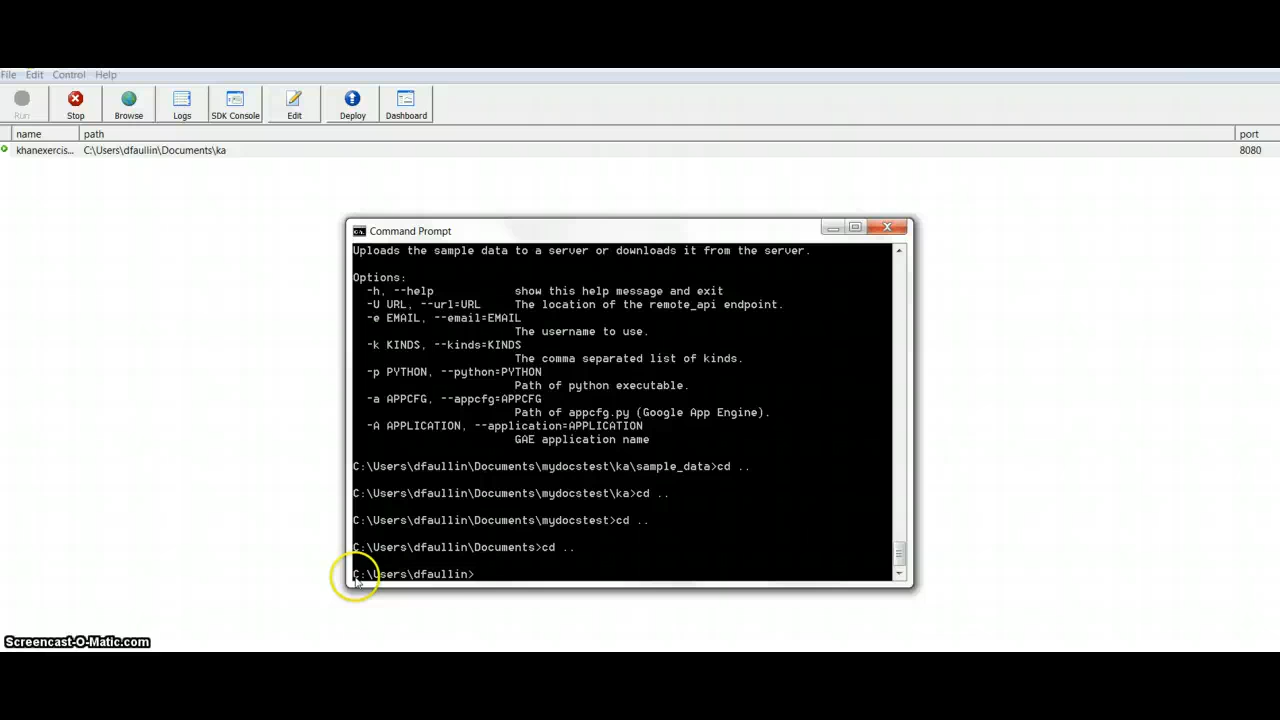 File Edit Control Help
Run Stop Browse Logs SDK Console Edit Deploy Dashboard
name path port
khanexercis... C:\Users\dfaullin\Documents\ka 8080
Command Prompt
Uploads the sample data to a server or downloads it from the server.
Options:
-h, --help show this help message and exit
-U URL, --url=URL The location of the remote_api endpoint.
-e EMAIL, --email=EMAIL
The username to use.
-k KINDS, --kinds=KINDS
The comma separated list of kinds.
-p PYTHON, --python=PYTHON
Path of python executable.
-a APPCFG, --appcfg=APPCFG
Path of appcfg.py (Google App Engine).
-A APPLICATION, --application=APPLICATION
GAE application name
C:\Users\dfaullin\Documents\mydocstest\ka\sample_data>cd ..
C:\Users\dfaullin\Documents\mydocstest\ka>cd ..
C:\Users\dfaullin\Documents\mydocstest>cd ..
C:\Users\dfaullin\Documents>cd ..
C:\Users\dfaullin>
Screencast-O-Matic.com